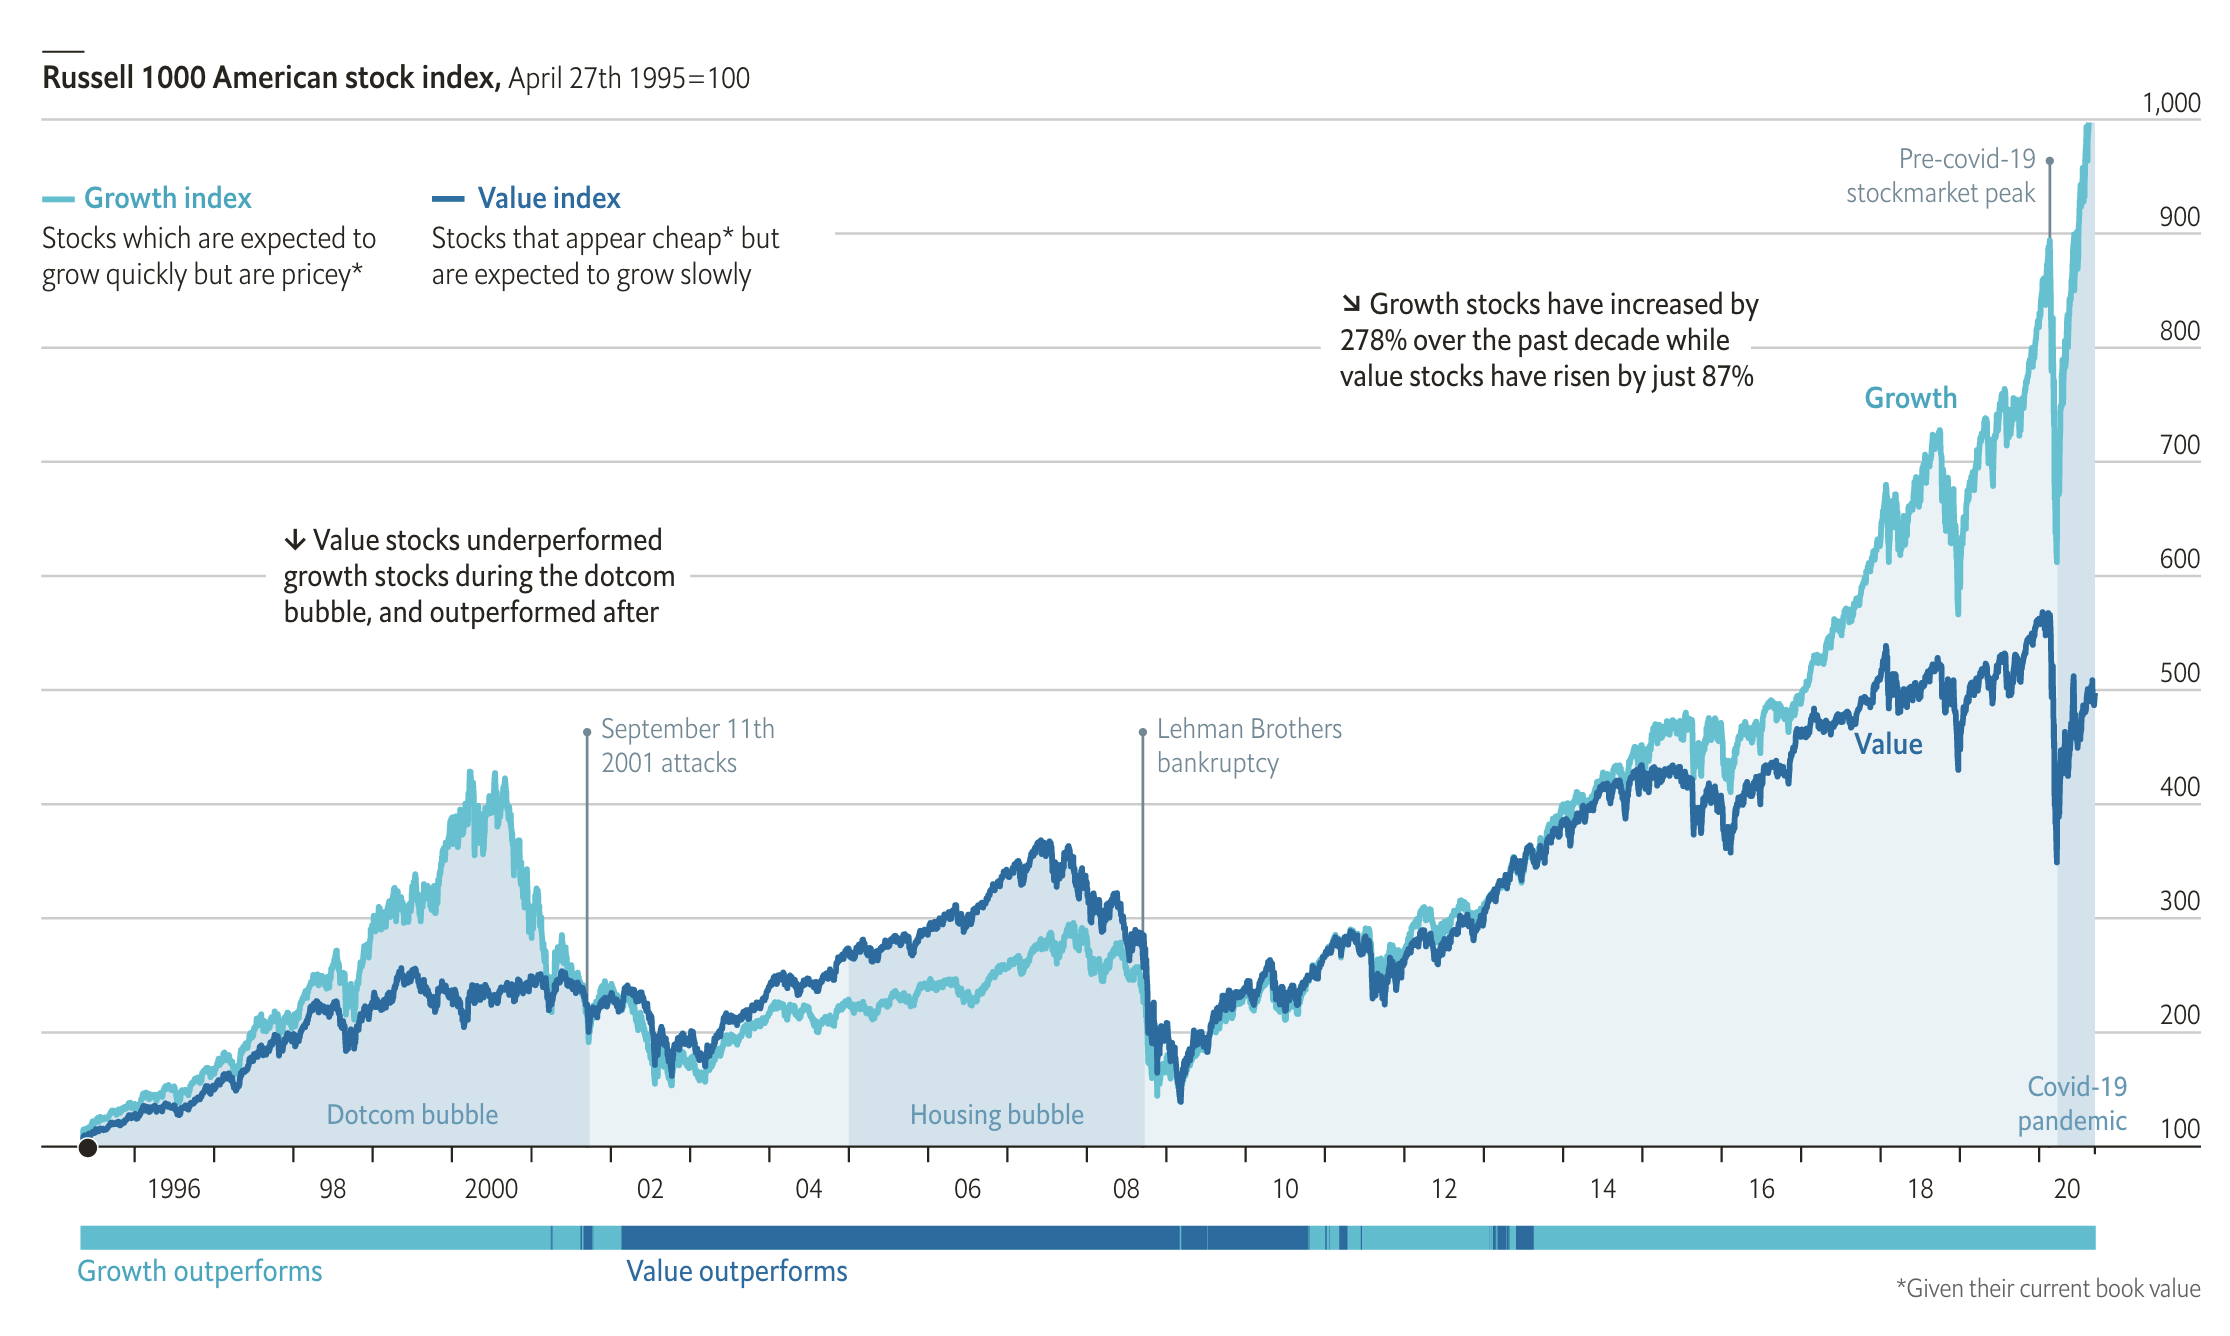 Russell 1000 American stock index, April 27th 1995=100
1,000
Growth index
Stocks which are expected to
grow quickly but are pricey*
Value index
Stocks that appear cheap* but
are expected to grow slowly
Pre-covid-19
stockmarket peak
900
↘ Growth stocks have increased by
278% over the past decade while
value stocks have risen by just 87%
800
Growth
700
↓ Value stocks underperformed
growth stocks during the dotcom
bubble, and outperformed after
600
500
September 11th
2001 attacks
Lehman Brothers
bankruptcy
Value
400
300
200
Dotcom bubble
Housing bubble
Covid-19
pandemic
100
1996 98 2000 02 04 06 08 10 12 14 16 18 20
Growth outperforms
Value outperforms
*Given their current book value